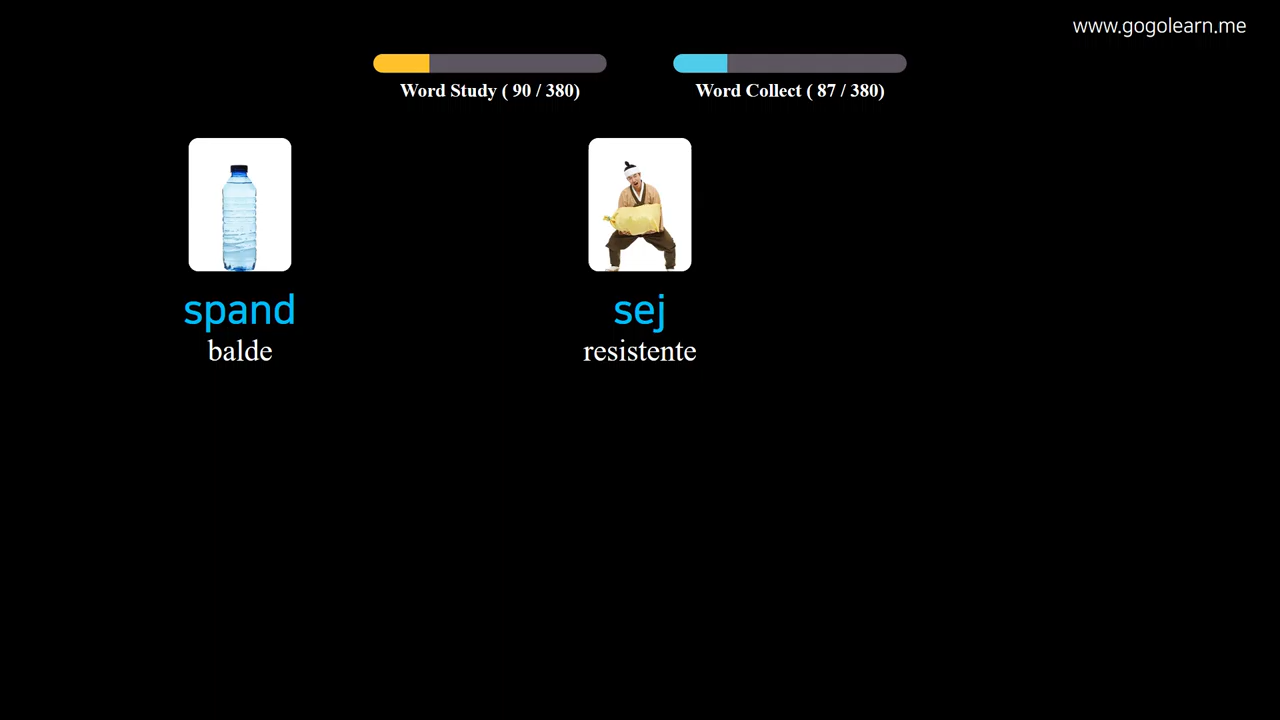 www.gogolearn.me
Word Study ( 90 / 380)
Word Collect ( 87 / 380)
spand
balde
sej
resistente